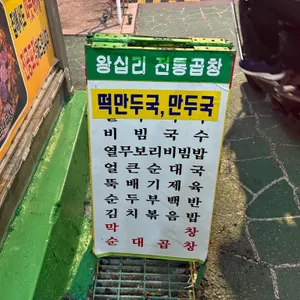 왕십리 전통곱창
떡만두국, 만두국
비빔국수
열무보리비빔밥
얼큰순대국
뚝배기제육
순두부백반
김치볶음밥
막창
순대곱창